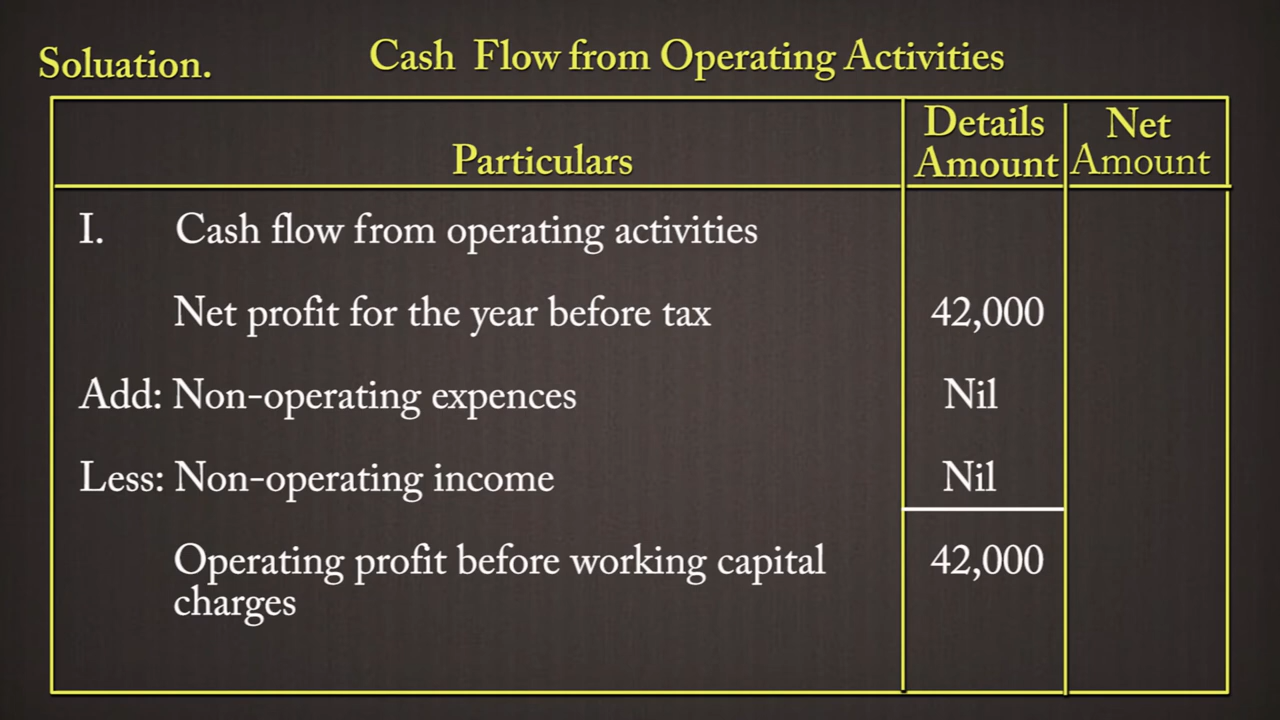 Soluation.
Cash Flow from Operating Activities
Particulars
Details Amount
Net Amount
I. Cash flow from operating activities
Net profit for the year before tax 42,000
Add: Non-operating expences Nil
Less: Non-operating income Nil
Operating profit before working capital 42,000
charges